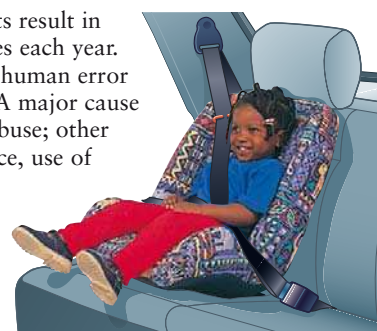 ts result in
es each year.
human error
A major cause
buse; other
ce, use of